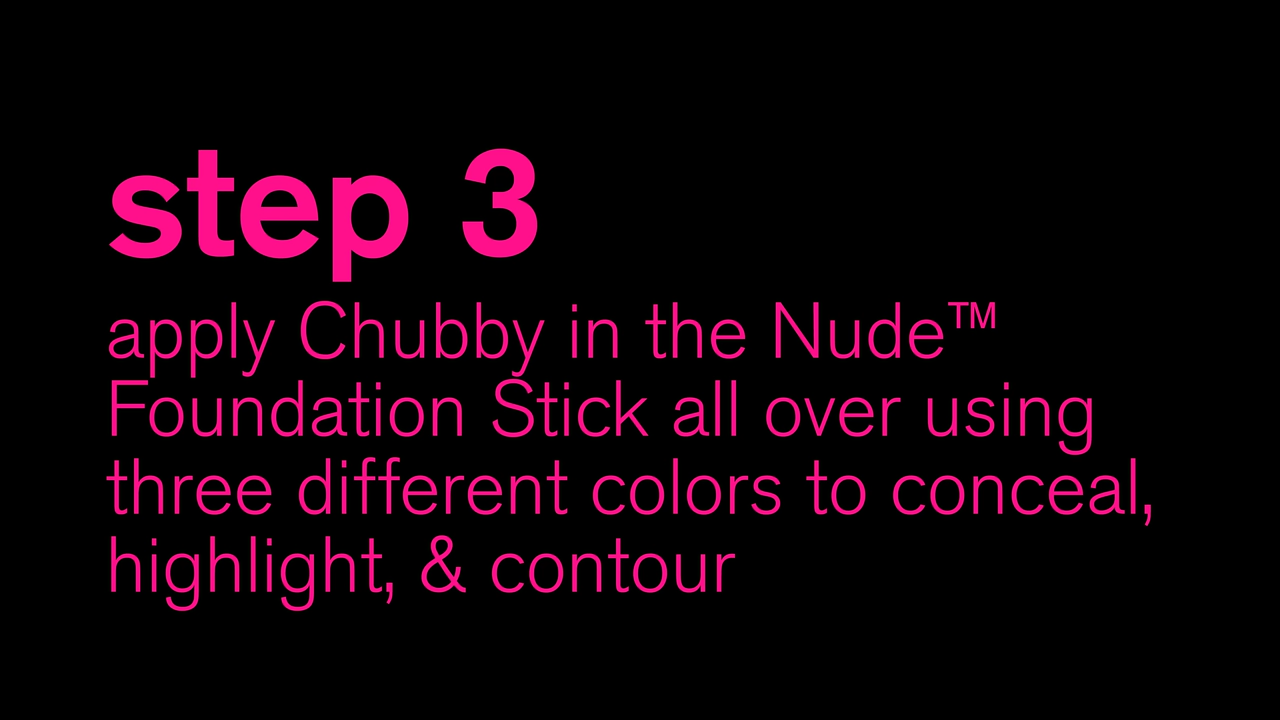 step 3
apply Chubby in the Nude™
Foundation Stick all over using
three different colors to conceal,
highlight, & contour